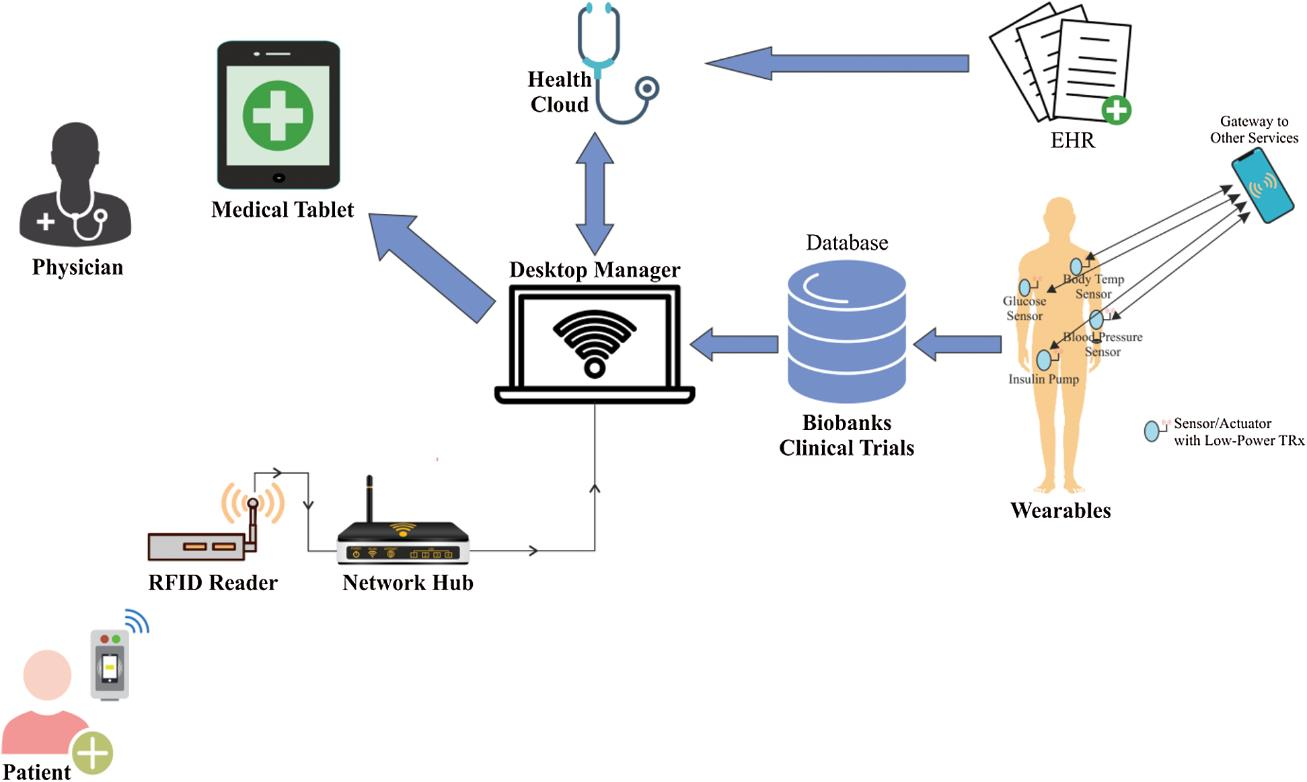 Health
Cloud
EHR
Gateway to
Other Services
Medical Tablet
Physician
Desktop Manager
Database
Body Temp
Sensor
Glucose
Sensor
Blood Pressure
Sensor
Insulin Pump
Biobanks
Clinical Trials
Sensor/Actuator
with Low-Power TRx
Wearables
RFID Reader
Network Hub
Patient